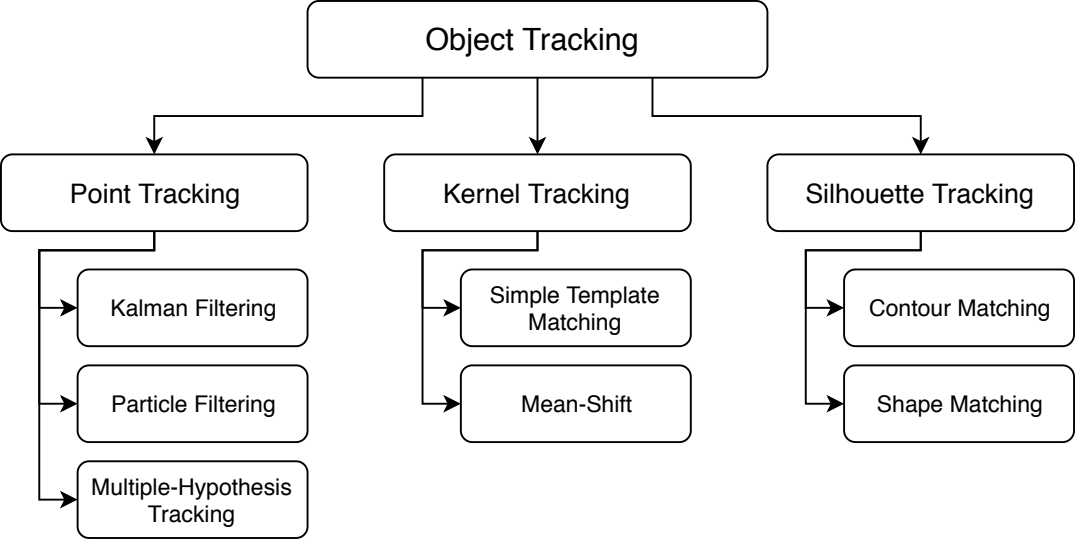 Object Tracking
Point Tracking
Kernel Tracking
Silhouette Tracking
Kalman Filtering
Simple Template
Matching
Contour Matching
Particle Filtering
Mean-Shift
Shape Matching
Multiple-Hypothesis
Tracking